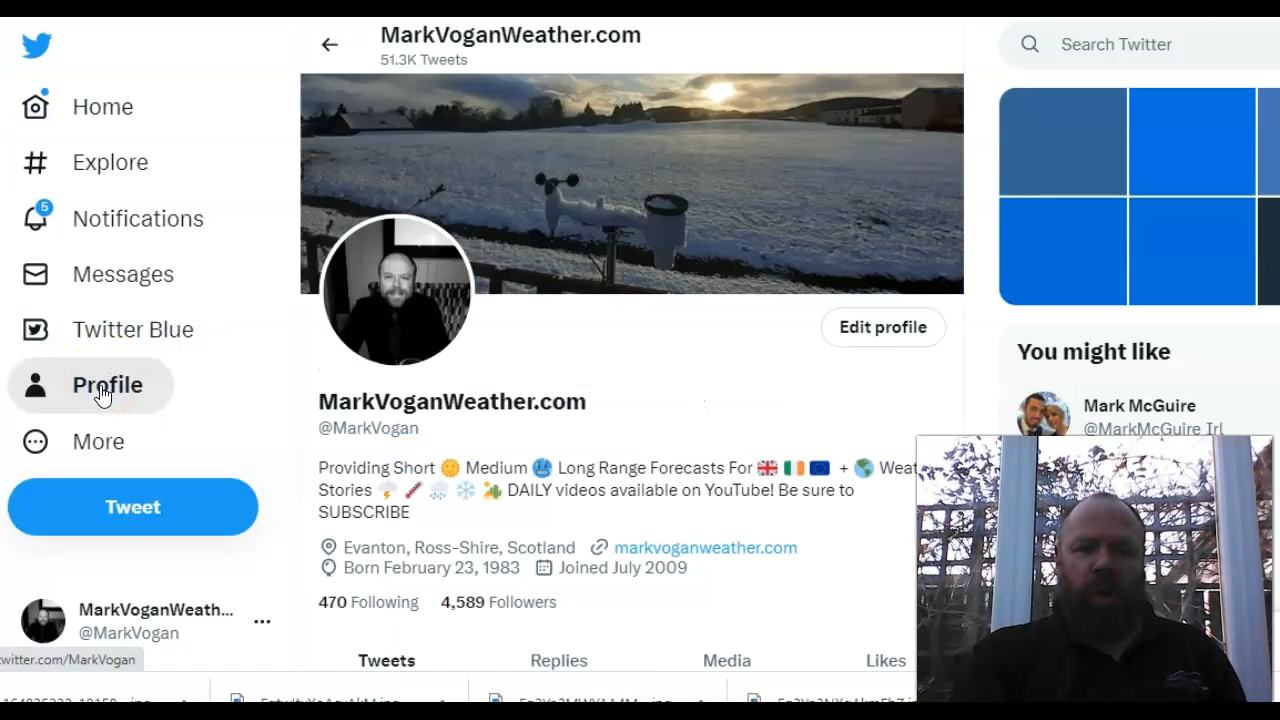 MarkVoganWeather.com
51.3K Tweets
Search Twitter
Home
Explore
5
Notifications
Messages
Twitter Blue
Profile
More
Tweet
MarkVoganWeath...
@MarkVogan
twitter.com/MarkVogan
Edit profile
MarkVoganWeather.com
@MarkVogan
Providing Short 🌞 Medium 🥶 Long Range Forecasts For 🇬🇧 🇮🇪 🇪🇺 + 🌎 Weat
Stories ⛈️ 🌡️ 🌧️ ❄️ 🏜️ DAILY videos available on YouTube! Be sure to
SUBSCRIBE
Evanton, Ross-Shire, Scotland markvoganweather.com
Born February 23, 1983 Joined July 2009
470 Following 4,589 Followers
Tweets Replies Media Likes
You might like
Mark McGuire
@MarkMcGuire_Irl